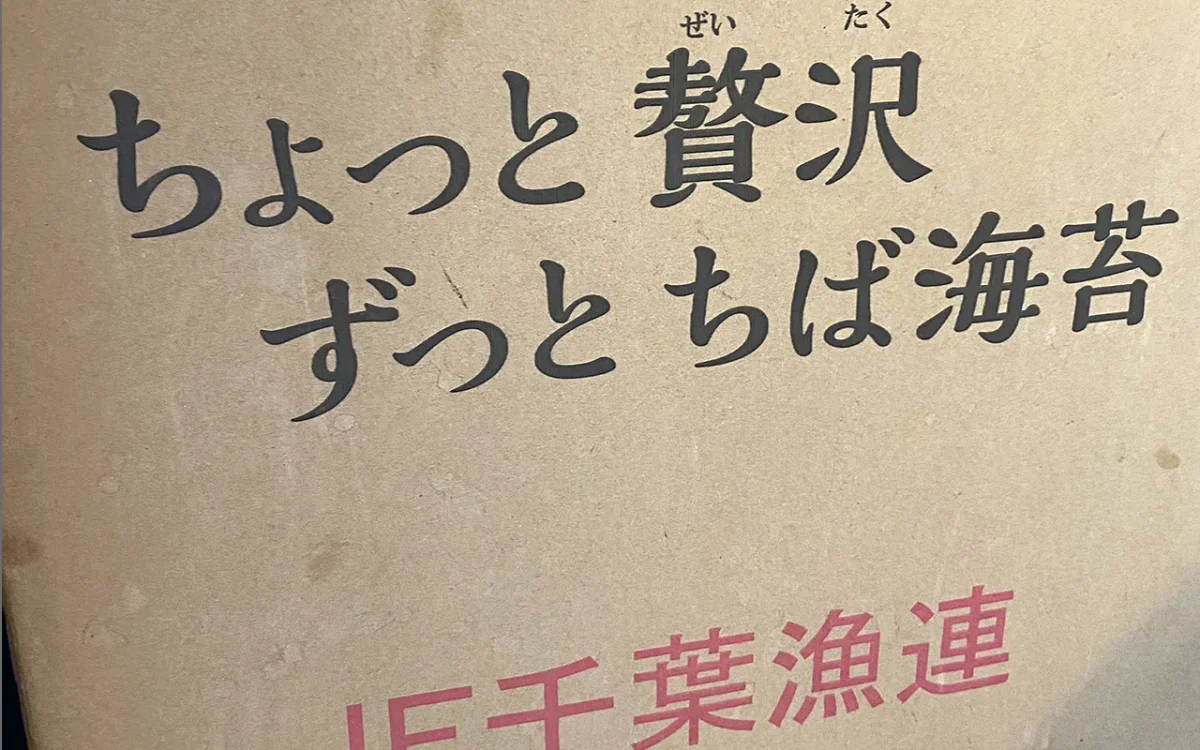 ぜい たく
ちょっと贅沢
ずっとちば海苔
JF千葉漁連